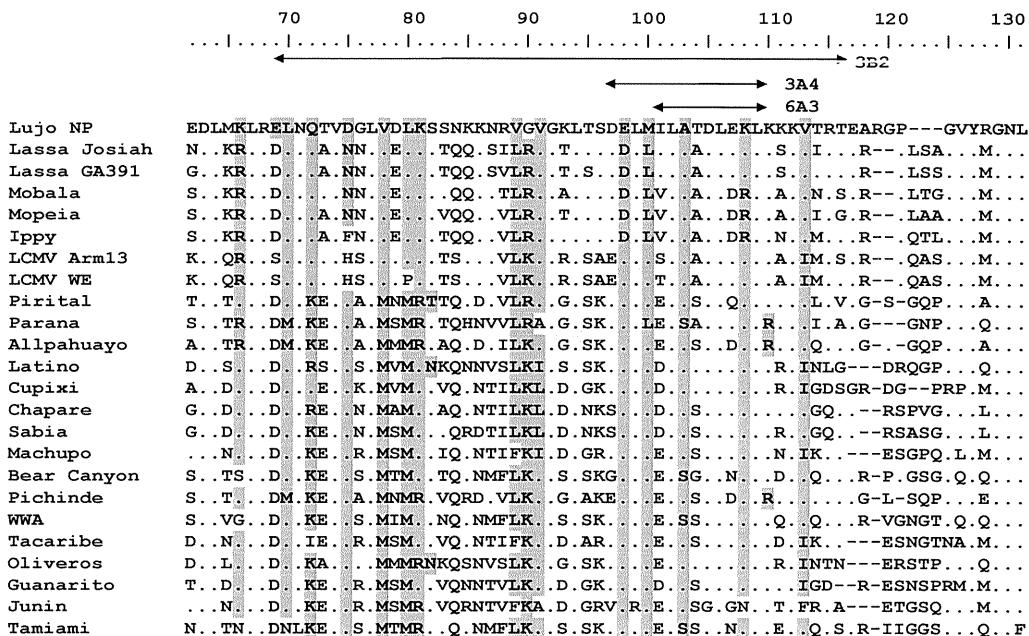 70 80 90 100 110 120 130
3B2
3A4
6A3
Lujo NP EDLMKLRELNQTVDGLVDLKSSNKKNRVGVGKLTSDELMILATDLEKLKKKVTRTEARGP---GVYRGNL
Lassa Josiah N..KR..D...A.NN..E...TQQ.SILR..T....D.L...A......S..I...R--.LSA...M..
Lassa GA391 G..KR..S...A.NN..E...TQQ.SVLR..T.S..D.L...A......S......R--.LSS...M..
Mobala S..KR..S.....NN..E....QQ..TLR..A....D.LV..A..DR..A..N.S.R--.LTG...M..
Mopeia S..KR..D...A.NN..E...VQQ..TLR..T....D.LV..A..DR..A..I.G.R--.LAA...M..
Ippy S..KR..D...A.FN..E...TQQ..VLR.......D.LV..A..DR..N..M...R--.QTL...M..
LCMV Arm13 K..QR..S.....HS......TS...VLK..R.SAE....T..A......A.IM...R--.QAS...M..
LCMV WE K..QR..S.....HS...P..TS...VLK..R.SAE....T..A......A.IM...R--.QAS...M..
Pirital T..T...D..KE..A.MNMRTTQ.D.VLR..G.SK....E..S..Q......L.V.G-S-GQP...A..
Parana S..TR..DM.KE..A.MSMR.TQHNVVLRA.G.SK...LESA.....R...I.A.G---GNP...Q..
Allpahuayo A..TR..DM.KE..A.MMMR.AQ.D.ILK..G.SK....E..S..D..R...Q...G--GQP...A..
Latino D..S...D..RS..S.MVM.NKQNNVSLKI.SGK....D........R.INLG---DRQGP..Q..
Cupixi A..D...D...E..K.MVM..VQ.NTILKL.DGK....D........R.IGDSGR-DG--PRP.M..
Chapare G..D...D..RE..N.MAM..AQ.NTILKL.D.NKS....D..S........GQ..---RSPVG...L..
Sabia G..D...D..KE..N.MSM...QRDTILKL.D.NKS....D..S.....R..GQ..---RSASG...L..
Machupo ...N...D..KE..R.MSM..IQ.NTIFKI.D.GR....E..S.....N..IK...---ESGPQ.L.M..
Bear Canyon S..TS..D..KE..S.MTM..TQ.NMFLK..S.SKG...E.SG..N...D..Q...R-P.GSG.Q.Q..
Pichinde S..T...DM.KE..A.MNMR.VQRD.VLK..G.AKE...E..S..D..R......G-L-SQP...E..
WWA S..VG..D..KE..S.MIM..NQ.NMFLK..S.SK....E.SS......Q..Q...R-VGNGT.Q.Q..
Tacaribe D..N...D..IE..R.MSM..VQ.NTIFK..D.AR....E..S.....D.IK...---ESNGTNA.M..
Oliveros D..L...D..KA....MMMRNKQSNVSLK..S.GK....E........R.INTN---ERSTP..Q..
Guanarito T..D...D..KE..R.MSM..VQNNTVLK..D.GK....D..S........IGD..R-ESNSPRM.M..
Junin ...N...D..KE..R.MSMR.VQRNTVFKA.D.GRV.R.E..SG.GN..T.FR.A---ETGSQ...M..
Tamiami N..TN..DNLKE..S.MTMR.QQ.NMFLK..S.SK....E.SS..N...E..Q.S.R-IIGGS..Q...F